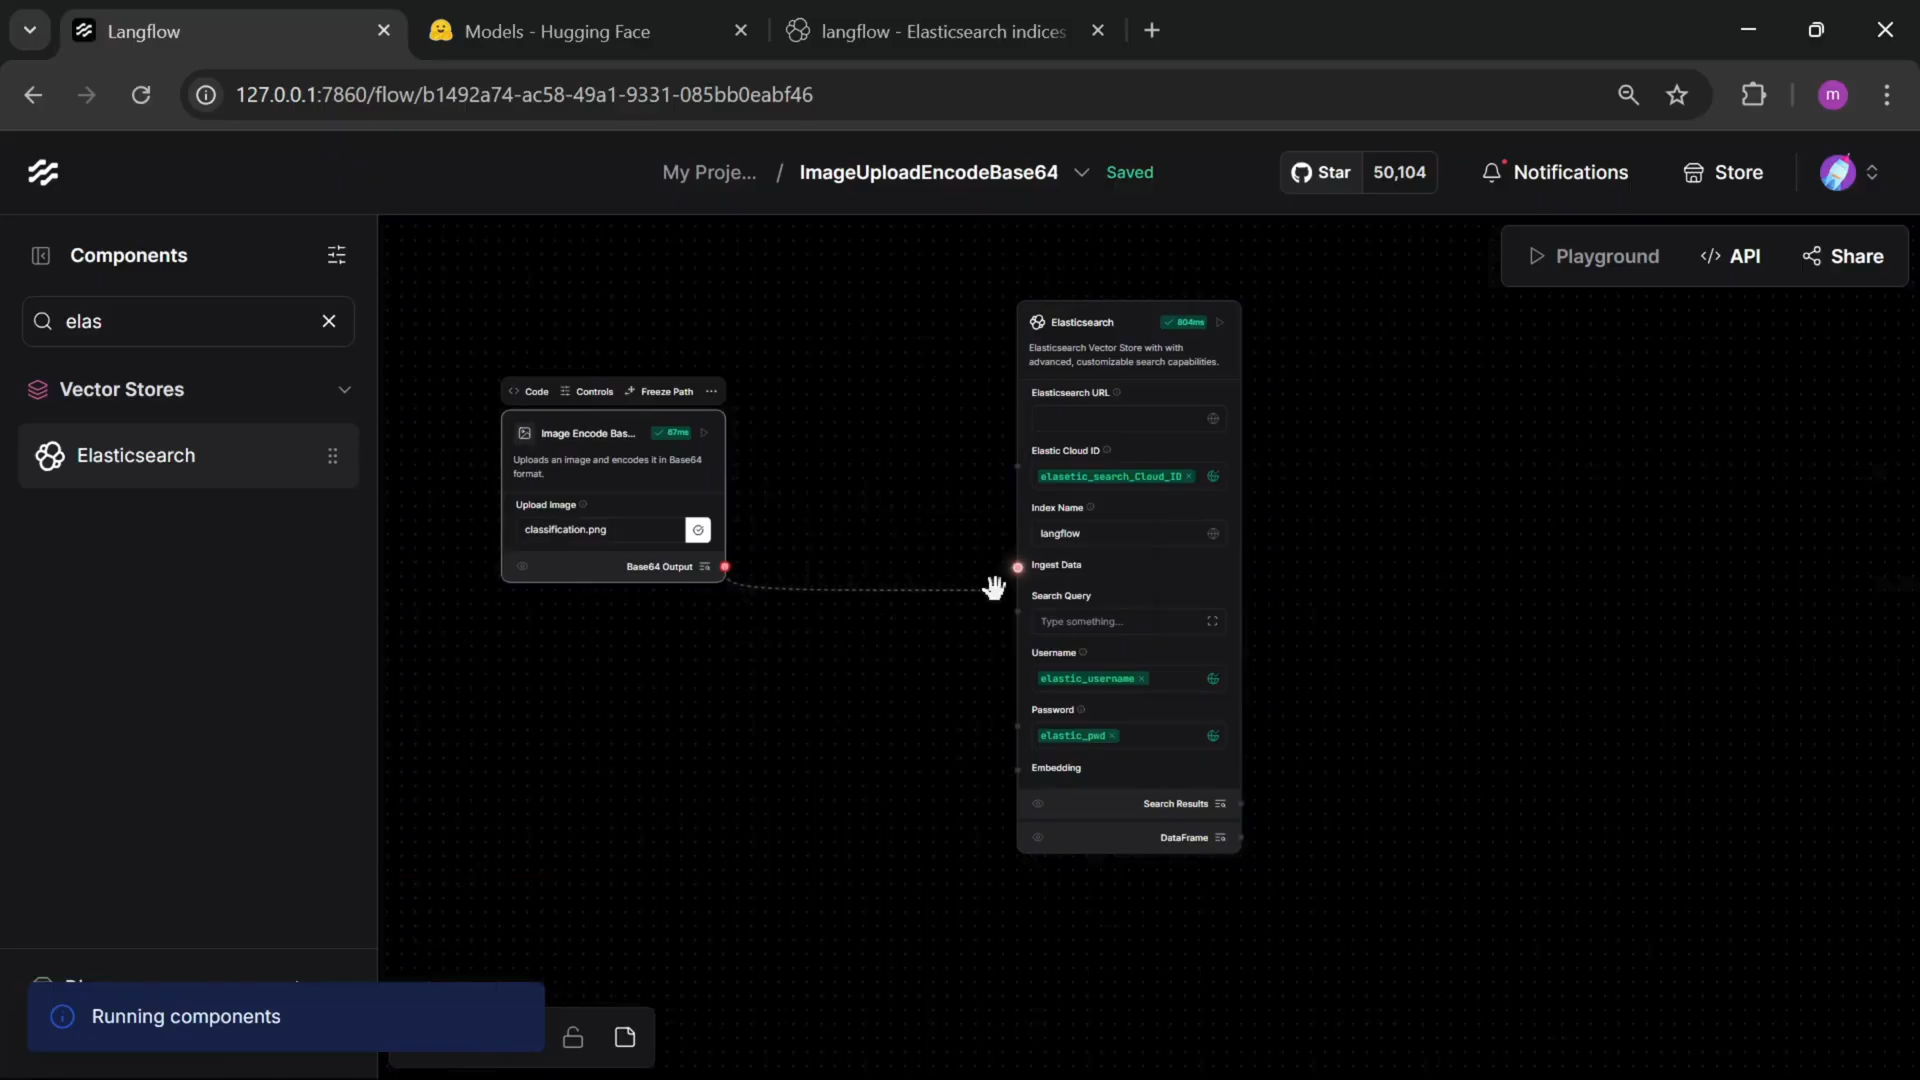 Langflow
Models - Hugging Face
langflow - Elasticsearch indices
127.0.0.1:7860/flow/b1492a74-ac58-49a1-9331-085bb0eabf46
m
My Proje... / ImageUploadEncodeBase64 Saved
Star 50,104
Notifications
Store
Components
elas
Vector Stores
Elasticsearch
Playground
API
Share
Code Controls Freeze Path ...
Image Encode Bas... 67ms
Uploads an image and encodes it in Base64
format.
Upload Image
classification.png
Base64 Output
Elasticsearch 804ms
Elasticsearch Vector Store with with
advanced, customizable search capabilities.
Elasticsearch URL
Elastic Cloud ID
elasetic_search_Cloud_ID ×
Index Name
langflow
Ingest Data
Search Query
Type something...
Username
elastic_username ×
Password
elastic_pwd ×
Embedding
Search Results
DataFrame
Running components